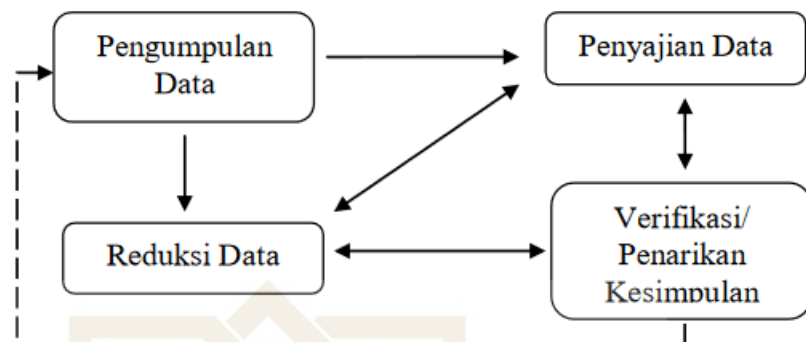 Pengumpulan
Data
Penyajian Data
Reduksi Data
Verifikasi/
Penarikan
Kesimpulan